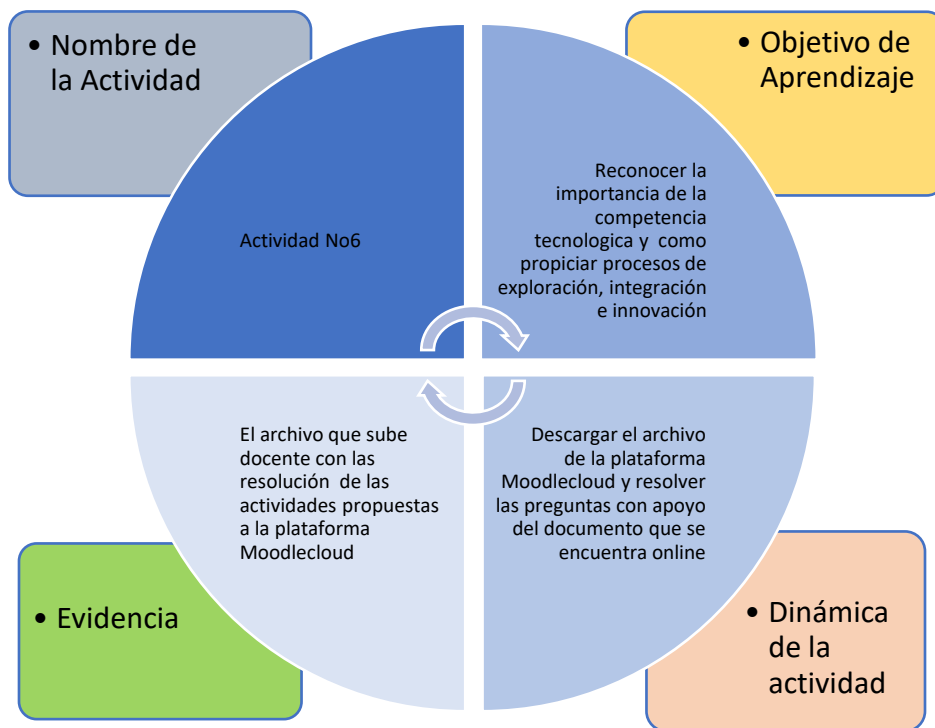 • Nombre de
la Actividad
Actividad No6
• Objetivo de
Aprendizaje
Reconocer la
importancia de la
competencia
tecnologica y como
propiciar procesos de
exploración, integración
e innovación
El archivo que sube
docente con las
resolución de las
actividades propuestas
a la plataforma
Moodlecloud
• Evidencia
Descargar el archivo
de la plataforma
Moodlecloud y resolver
las preguntas con apoyo
del documento que se
encuentra online
• Dinámica
de la
actividad